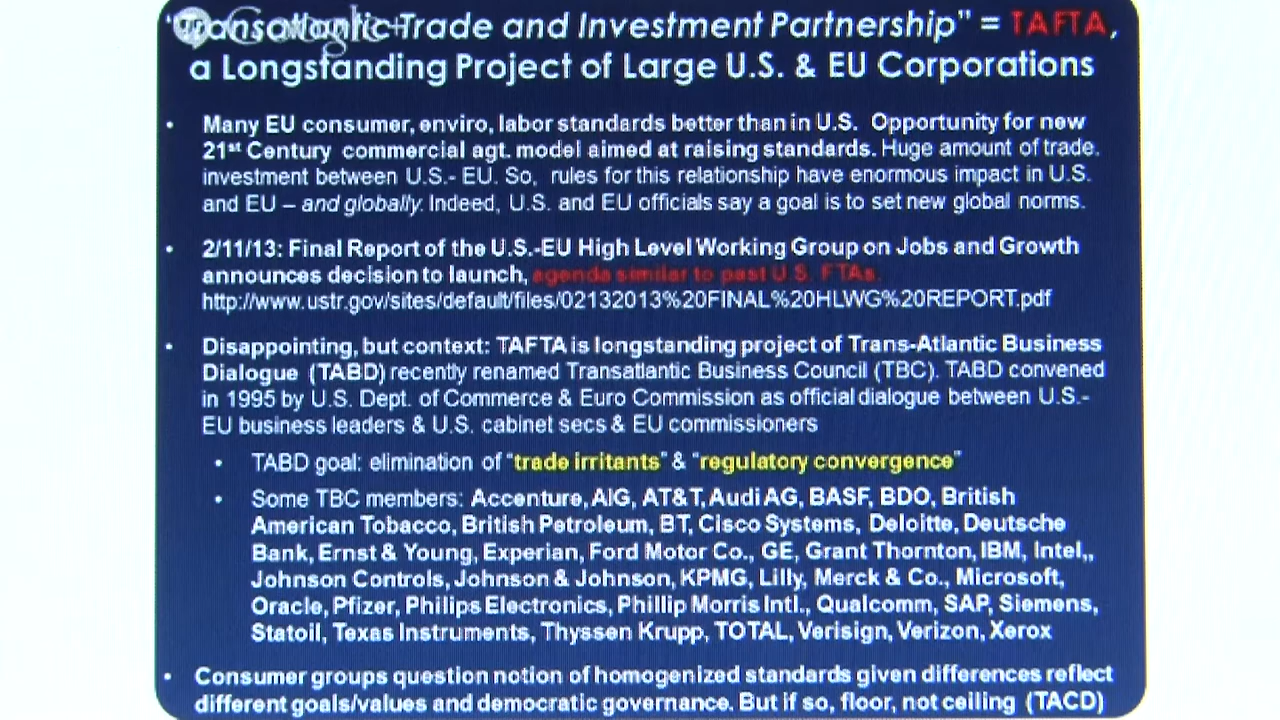 "Transatlantic Trade and Investment Partnership" = TAFTA,
a Longstanding Project of Large U.S. & EU Corporations
• Many EU consumer, enviro, labor standards better than in U.S. Opportunity for new
21st Century commercial agt. model aimed at raising standards. Huge amount of trade.
investment between U.S.- EU. So, rules for this relationship have enormous impact in U.S.
and EU – and globally. Indeed, U.S. and EU officials say a goal is to set new global norms.
• 2/11/13: Final Report of the U.S.-EU High Level Working Group on Jobs and Growth
announces decision to launch, agenda similar to past U.S. FTAs.
http://www.ustr.gov/sites/default/files/02132013%20FINAL%20HLWG%20REPORT.pdf
• Disappointing, but context: TAFTA is longstanding project of Trans-Atlantic Business
Dialogue (TABD) recently renamed Transatlantic Business Council (TBC). TABD convened
in 1995 by U.S. Dept. of Commerce & Euro Commission as official dialogue between U.S.-
EU business leaders & U.S. cabinet secs & EU commissioners
• TABD goal: elimination of "trade irritants" & "regulatory convergence"
• Some TBC members: Accenture, AIG, AT&T, Audi AG, BASF, BDO, British
American Tobacco, British Petroleum, BT, Cisco Systems, Deloitte, Deutsche
Bank, Ernst & Young, Experian, Ford Motor Co., GE, Grant Thornton, IBM, Intel,,
Johnson Controls, Johnson & Johnson, KPMG, Lilly, Merck & Co., Microsoft,
Oracle, Pfizer, Philips Electronics, Phillip Morris Intl., Qualcomm, SAP, Siemens,
Statoil, Texas Instruments, Thyssen Krupp, TOTAL, Verisign, Verizon, Xerox
• Consumer groups question notion of homogenized standards given differences reflect
different goals/values and democratic governance. But if so, floor, not ceiling (TACD)